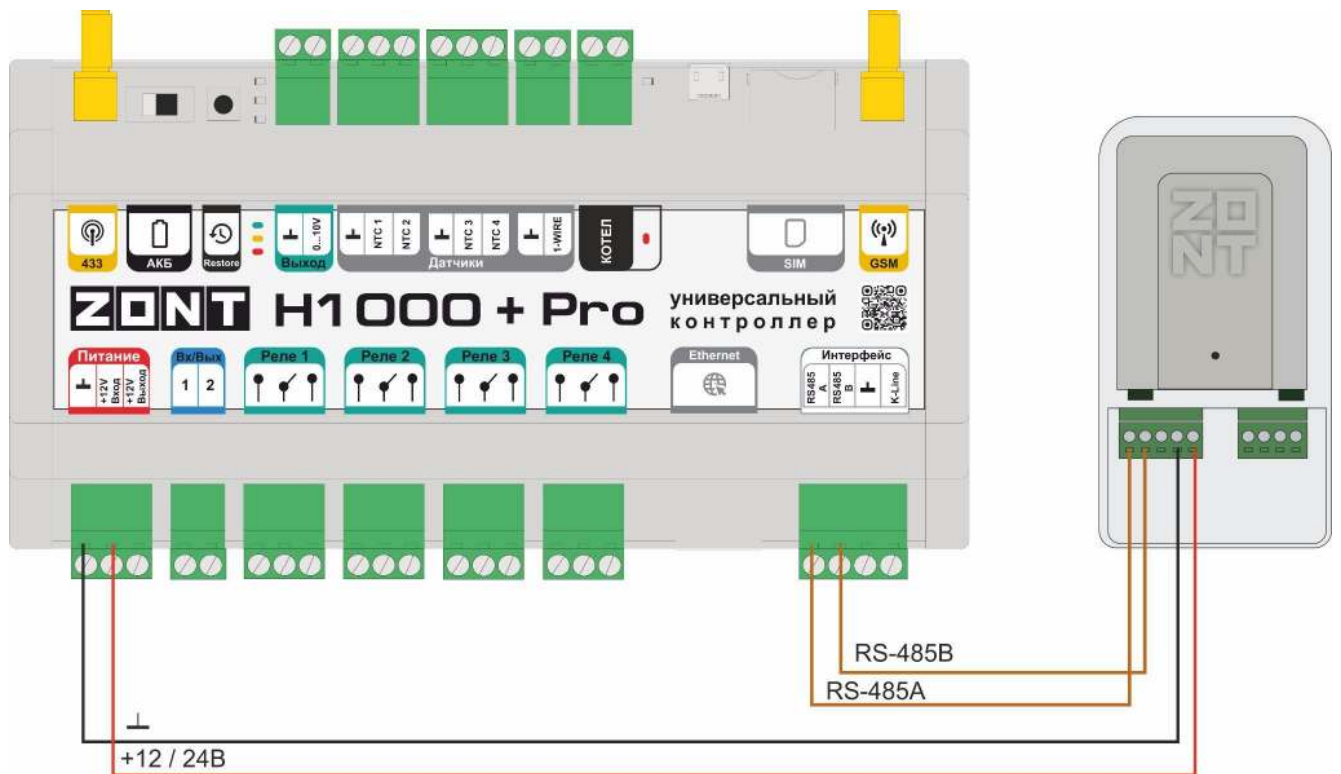 0...10V
NTC 1
NTC 2
NTC 3
NTC 4
1-WIRE
КОТЕЛ
433
АКБ
Restore
Выход
Датчики
SIM
GSM
ZONT H1000 + Pro
универсальный
контроллер
ZONT
Питание
Вх/Вых
Реле 1
Реле 2
Реле 3
Реле 4
Ethernet
Интерфейс
+12V
Вход
+12V
Выход
1 2
RS485
A
RS485
B
K-Line
RS-485B
RS-485A
+12 / 24В